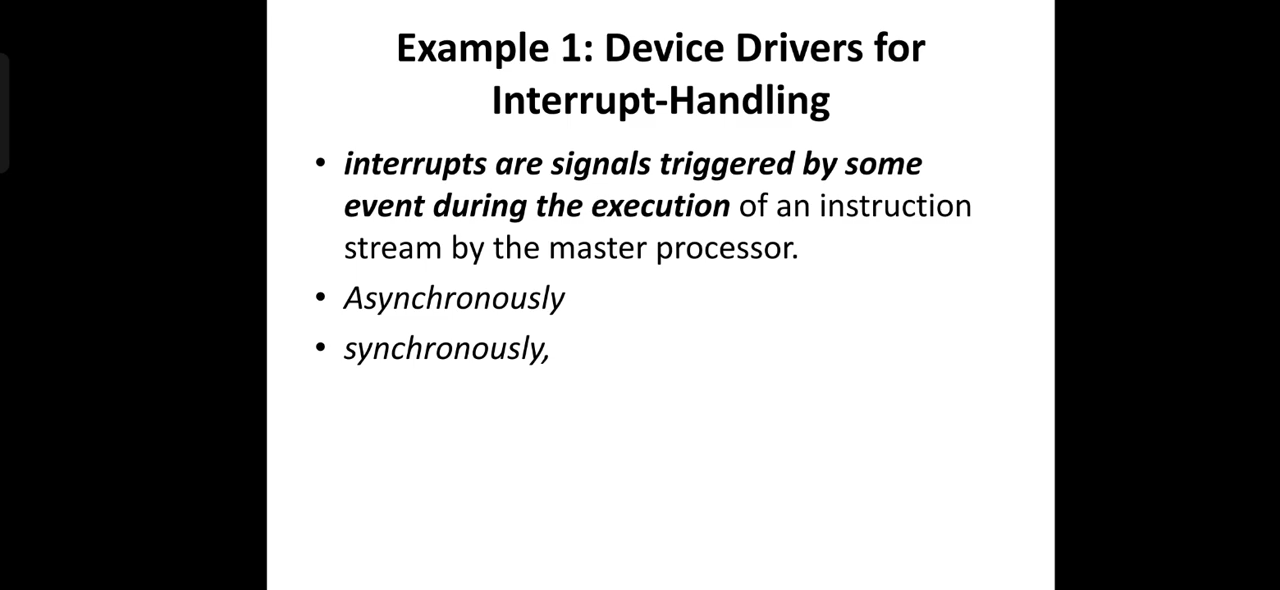 Example 1: Device Drivers for
Interrupt-Handling
• interrupts are signals triggered by some
event during the execution of an instruction
stream by the master processor.
• Asynchronously
• synchronously,